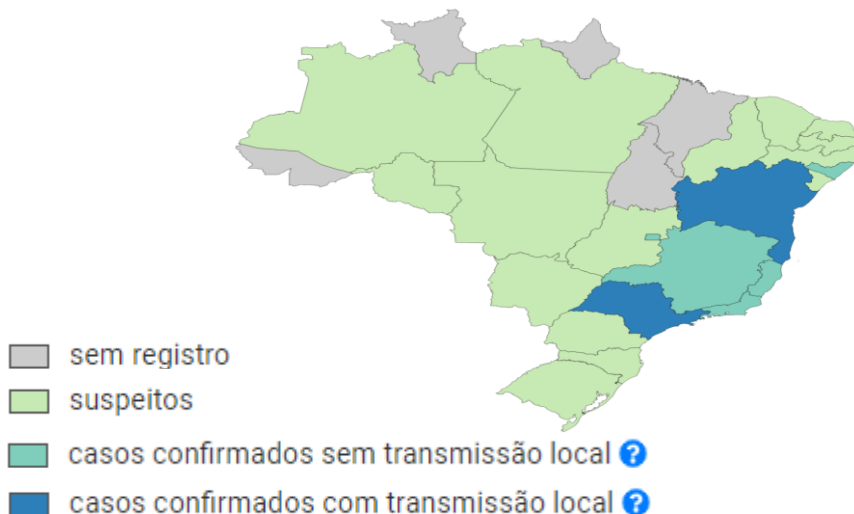 sem registro
suspeitos
casos confirmados sem transmissão local ?
casos confirmados com transmissão local ?